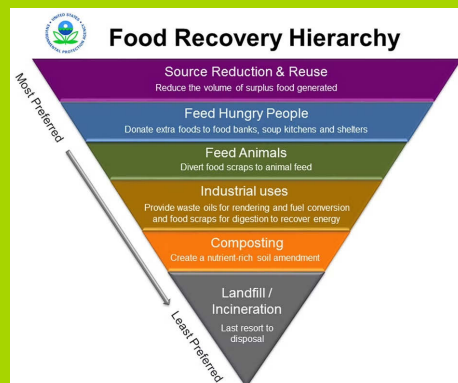 Food Recovery Hierarchy
Source Reduction & Reuse
Reduce the volume of surplus food generated
Feed Hungry People
Donate extra foods to food banks, soup kitchens and shelters
Feed Animals
Divert food scraps to animal feed
Industrial uses
Provide waste oils for rendering and fuel conversion
and food scraps for digestion to recover energy
Composting
Create a nutrient-rich soil amendment
Landfill /
Incineration
Last resort to
disposal
Most Preferred
Least Preferred